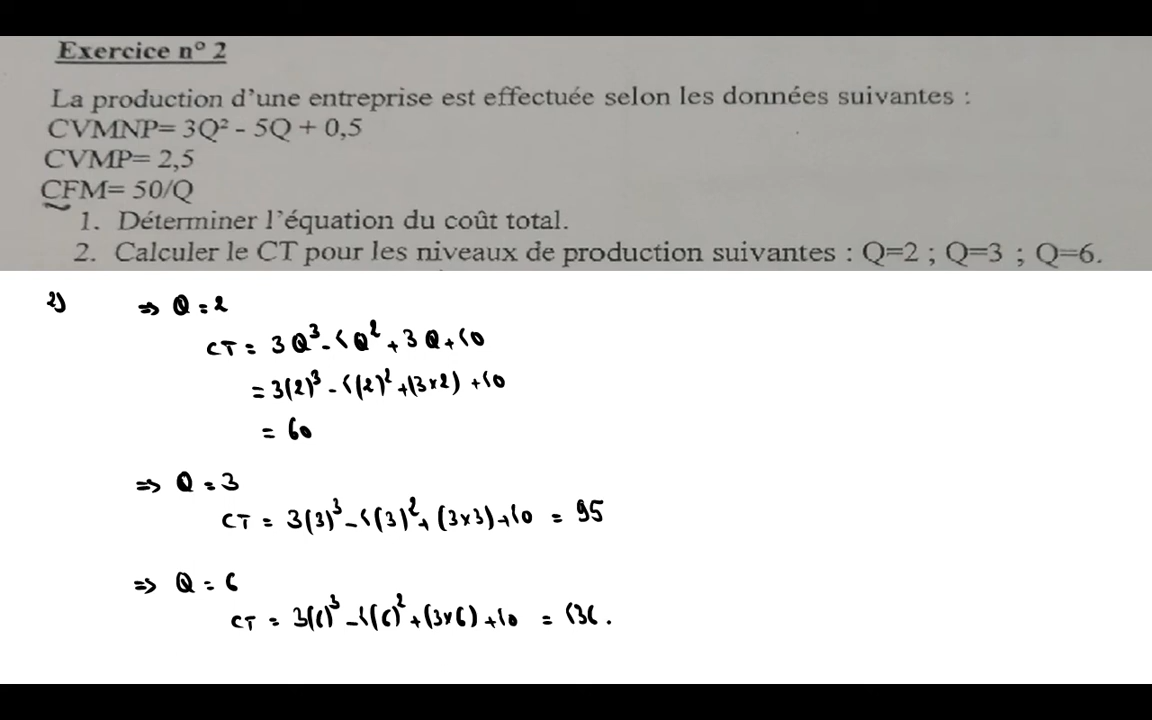 Exercice n° 2
La production d'une entreprise est effectuée selon les données suivantes :
CVMNP= 3Q² - 5Q + 0,5
CVMP= 2,5
CFM= 50/Q
1. Déterminer l'équation du coût total.
2. Calculer le CT pour les niveaux de production suivantes : Q=2 ; Q=3 ; Q=6.
2) ⇒ Q = 2
CT = 3Q³ - 5Q² + 3Q + 50
= 3(2)³ - 5(2)² + (3×2) + 50
= 60
⇒ Q = 3
CT = 3(3)³ - 5(3)² + (3×3) + 50 = 95
⇒ Q = 6
CT = 3(6)³ - 5(6)² + (3×6) + 50 = 536.